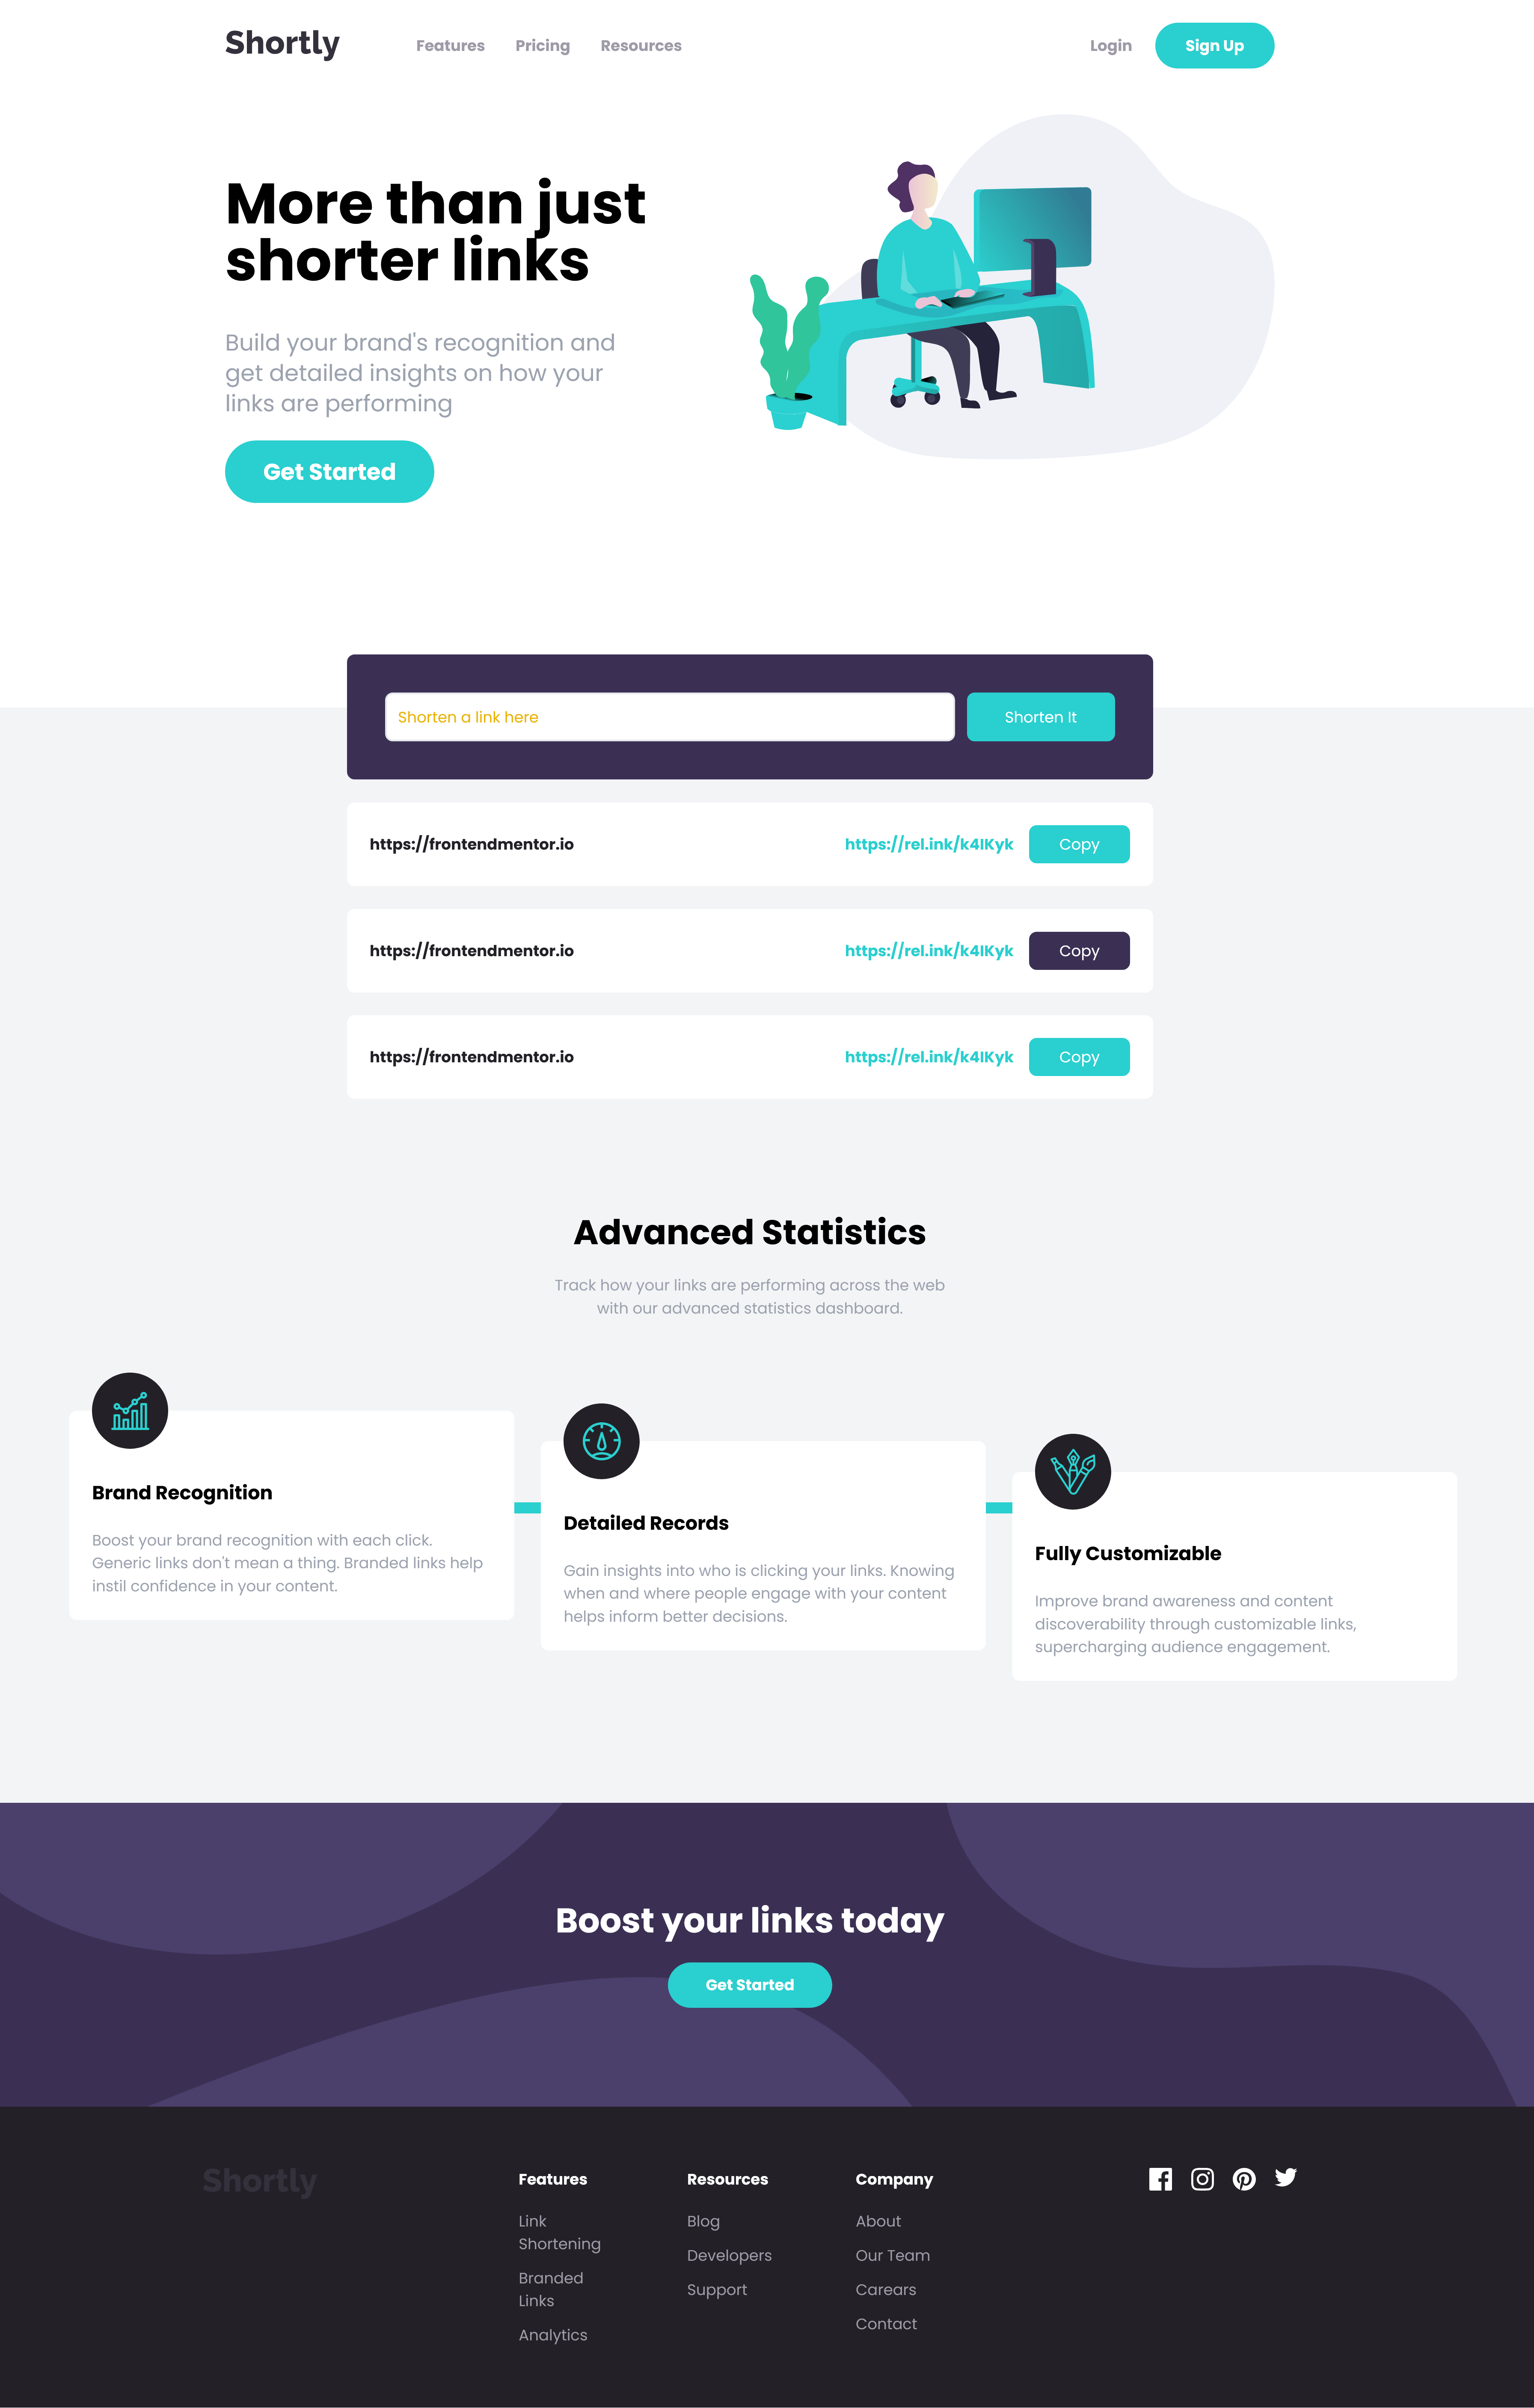 Shortly
Features
Pricing
Resources
Login
Sign Up
More than just
shorter links
Build your brand's recognition and
get detailed insights on how your
links are performing
Get Started
Shorten a link here
Shorten It
https://frontendmentor.io
https://rel.ink/k4IKyk
Copy
https://frontendmentor.io
https://rel.ink/k4IKyk
Copy
https://frontendmentor.io
https://rel.ink/k4IKyk
Copy
Advanced Statistics
Track how your links are performing across the web
with our advanced statistics dashboard.
Brand Recognition
Boost your brand recognition with each click.
Generic links don't mean a thing. Branded links help
instil confidence in your content.
Detailed Records
Gain insights into who is clicking your links. Knowing
when and where people engage with your content
helps inform better decisions.
Fully Customizable
Improve brand awareness and content
discoverability through customizable links,
supercharging audience engagement.
Boost your links today
Get Started
Shortly
Features
Link
Shortening
Branded
Links
Analytics
Resources
Blog
Developers
Support
Company
About
Our Team
Carears
Contact